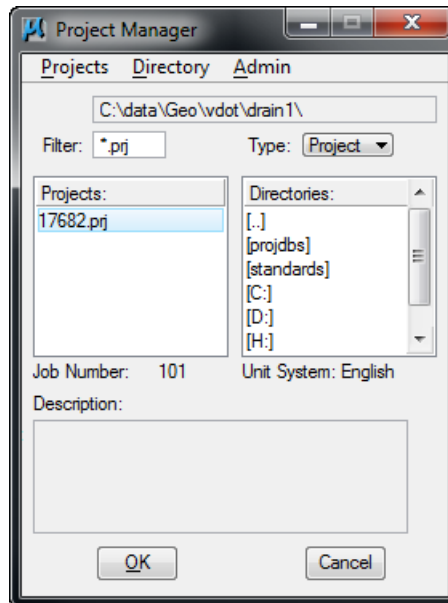 Project Manager
Projects Directory Admin
C:\data\Geo\vdot\drain1\
Filter: *.prj Type: Project
Projects: Directories:
17682.prj [..]
[projdbs]
[standards]
[C:]
[D:]
[H:]
Job Number: 101 Unit System: English
Description:
OK Cancel